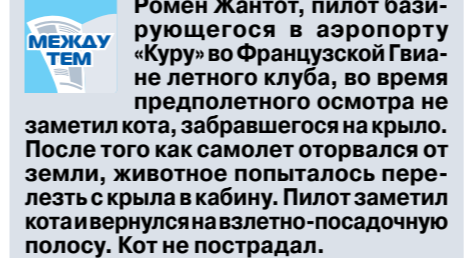 МЕЖДУ
ТЕМ
Ромен Жантот, пилот бази-
рующегося в аэропорту
«Куру» во Французской Гвиа-
не летного клуба, во время
предполетного осмотра не
заметил кота, забравшегося на крыло.
После того как самолет оторвался от
земли, животное попыталось пере-
лезть с крыла в кабину. Пилот заметил
кота и вернулся на взлетно-посадочную
полосу. Кот не пострадал.